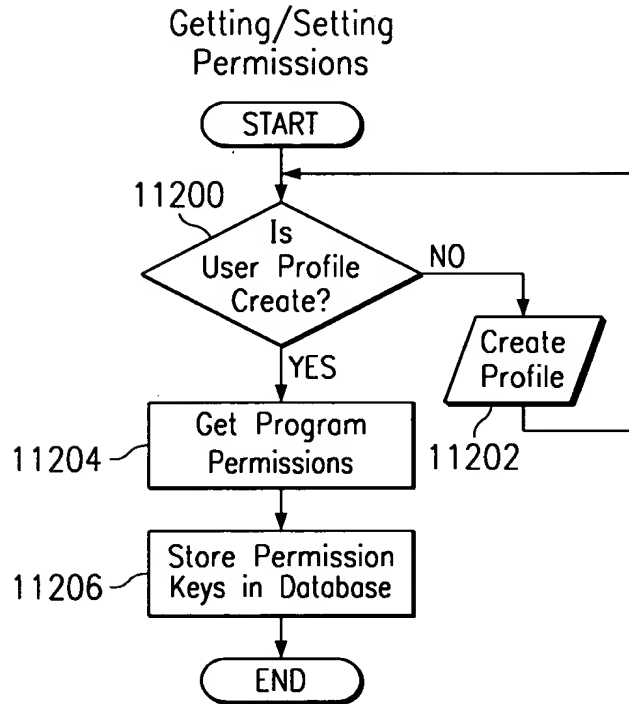 Getting/Setting
Permissions
START
11200
Is
User Profile
Create?
NO
YES
Create
Profile
11202
11204
Get Program
Permissions
11206
Store Permission
Keys in Database
END